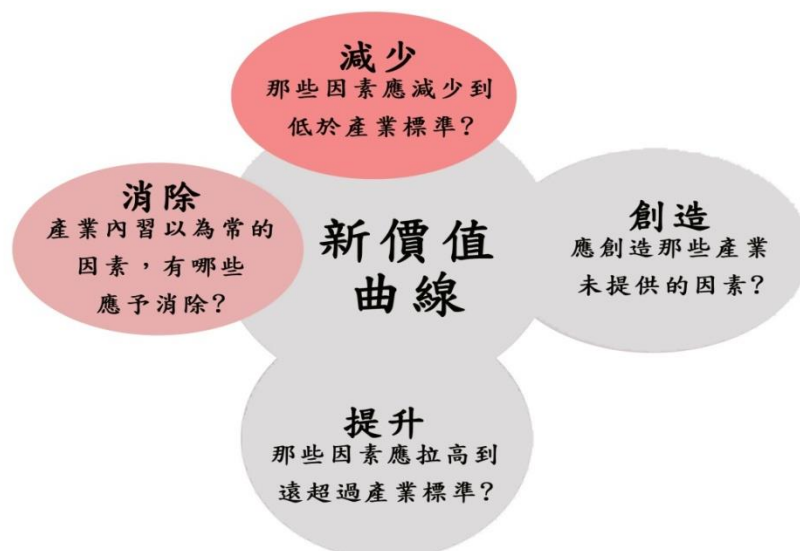 減少
那些因素應減少到
低於產業標準？
消除
產業內習以為常的
因素，有哪些
應予消除？
新價值
曲線
創造
應創造那些產業
未提供的因素？
提升
那些因素應拉高到
遠超過產業標準？